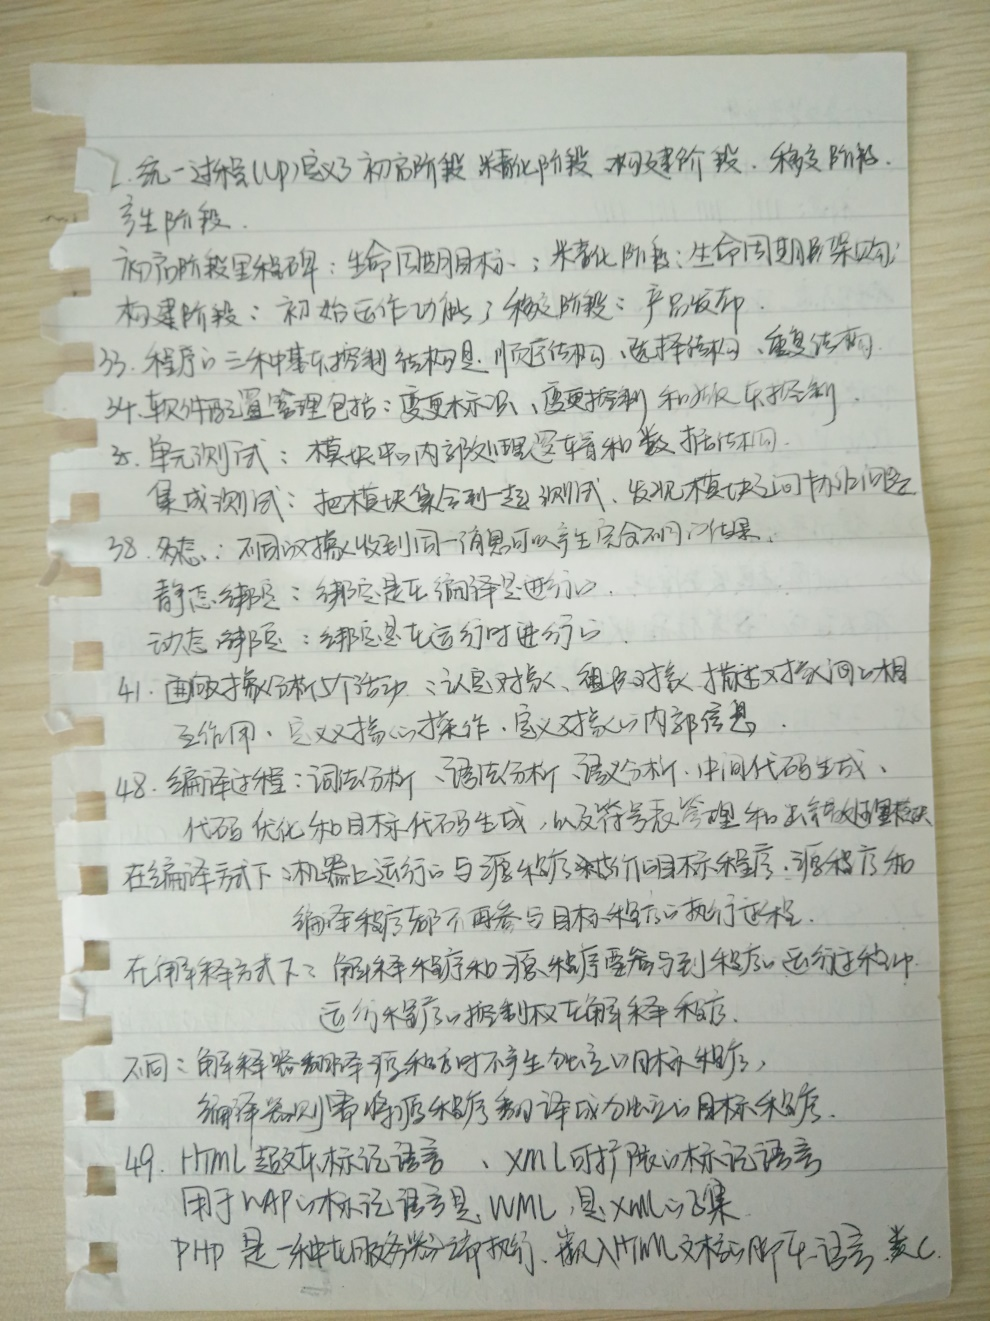 1. 统一过程(UP)定义了初启阶段 精化阶段 构建阶段、移交阶段、
产生阶段.
初启阶段里程碑：生命周期目标；精化阶段：生命周期架构；
构建阶段：初始运作功能；移交阶段：产品发布.
33. 程序的三种基本控制结构是 顺序结构、选择结构、重复结构
34. 软件配置管理包括：变更标识、变更控制和版本控制.
单元测试：模块中的内部处理逻辑和数据结构.
集成测试：把模块集合到一起测试、发现模块之间协作问题
38. 多态：不同的对象收到同一消息可以产生完全不同的结果.
静态绑定：绑定是在编译时进行的.
动态绑定：绑定是在运行时进行的.
41. 面向对象分析5个活动：认定对象、组织对象、描述对象间的相
互作用、定义对象的操作、定义对象的内部信息.
48. 编译过程：词法分析、语法分析、语义分析、中间代码生成、
代码优化和目标代码生成，以及符号表管理和出错处理模块
在编译方式下：机器上运行的与源程序等价的目标程序，源程序和
编译程序都不再参与目标程序的执行过程.
在解释方式下：解释程序和源程序要参与到程序的运行过程中
运行程序的控制权在解释程序.
不同：解释器翻译源程序时不产生独立的目标程序，
编译器则需将源程序翻译成为独立的目标程序.
49. HTML超文本标记语言、XML可扩展的标记语言
用于WAP的标记语言是WML，是XML的子集
PHP是一种在服务器端执行、嵌入HTML文档的脚本语言、类C.